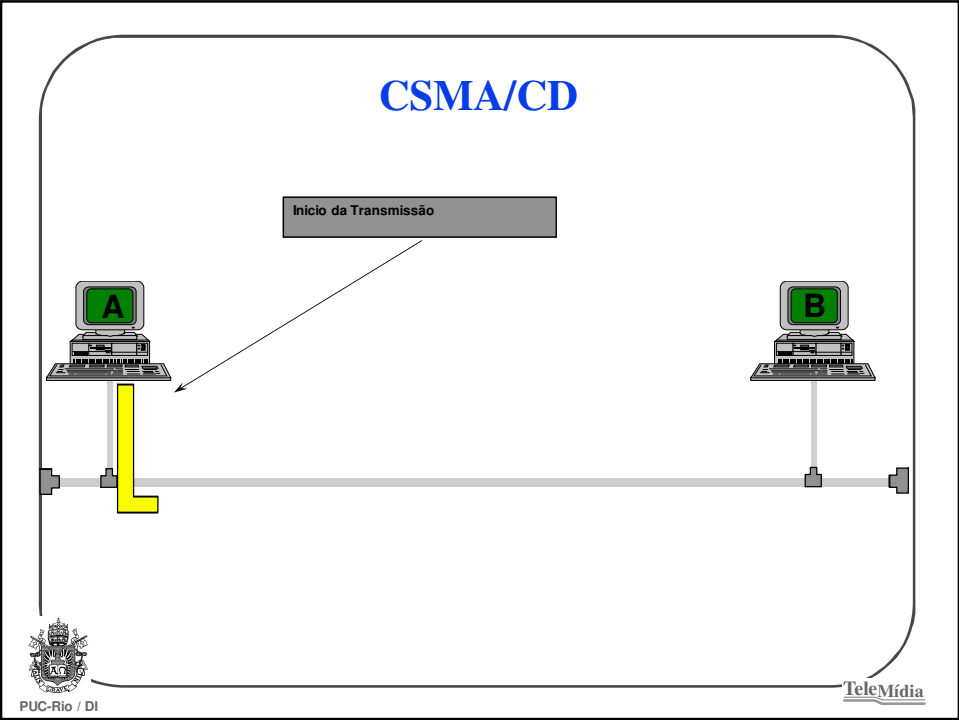 CSMA/CD
Inicio da Transmissão
A
B
PUC-Rio / DI
TeleMídia